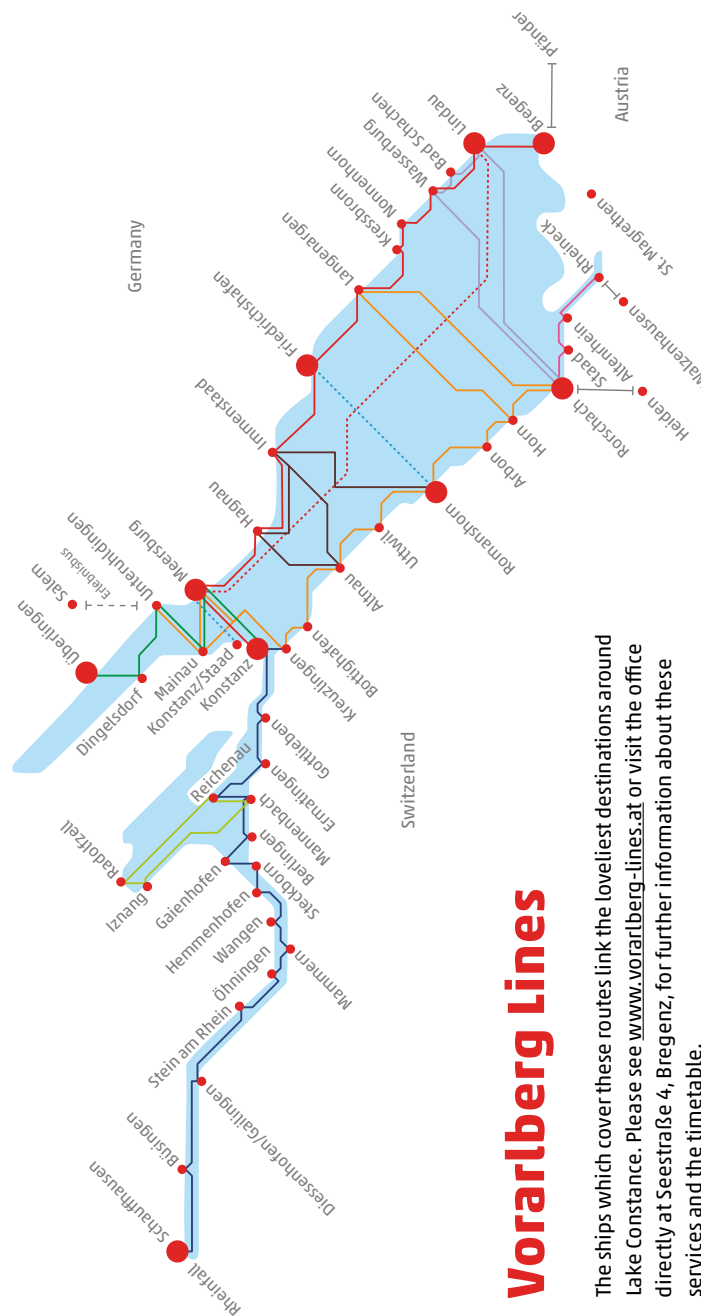 Germany
Austria
Switzerland
Pfänder
Bregenz
Lindau
Bad Schachen
Wasserburg
Nonnenhorn
Kressbronn
Langenargen
Friedrichshafen
Immenstaad
Hagnau
Meersburg
Unteruhldingen
Erlebnisbus
Salem
Überlingen
Dingelsdorf
Mainau
Konstanz/Staad
Konstanz
Kreuzlingen
Bottighofen
Altnau
Uttwil
Romanshorn
Arbon
Horn
Rorschach
Heiden
Staad
Altenrhein
Walzenhausen
Rheineck
St. Magrethen
Gottlieben
Ermatingen
Reichenau
Mannenbach
Radolfzell
Iznang
Berlingen
Gaienhofen
Steckborn
Hemmenhofen
Wangen
Mammern
Öhningen
Stein am Rhein
Diessenhofen/Gailingen
Büsingen
Schauffhausen
Rheinfall
Vorarlberg Lines
The ships which cover these routes link the loveliest destinations around
Lake Constance. Please see www.vorarlberg-lines.at or visit the office
directly at Seestraße 4, Bregenz, for further information about these
services and the timetable.